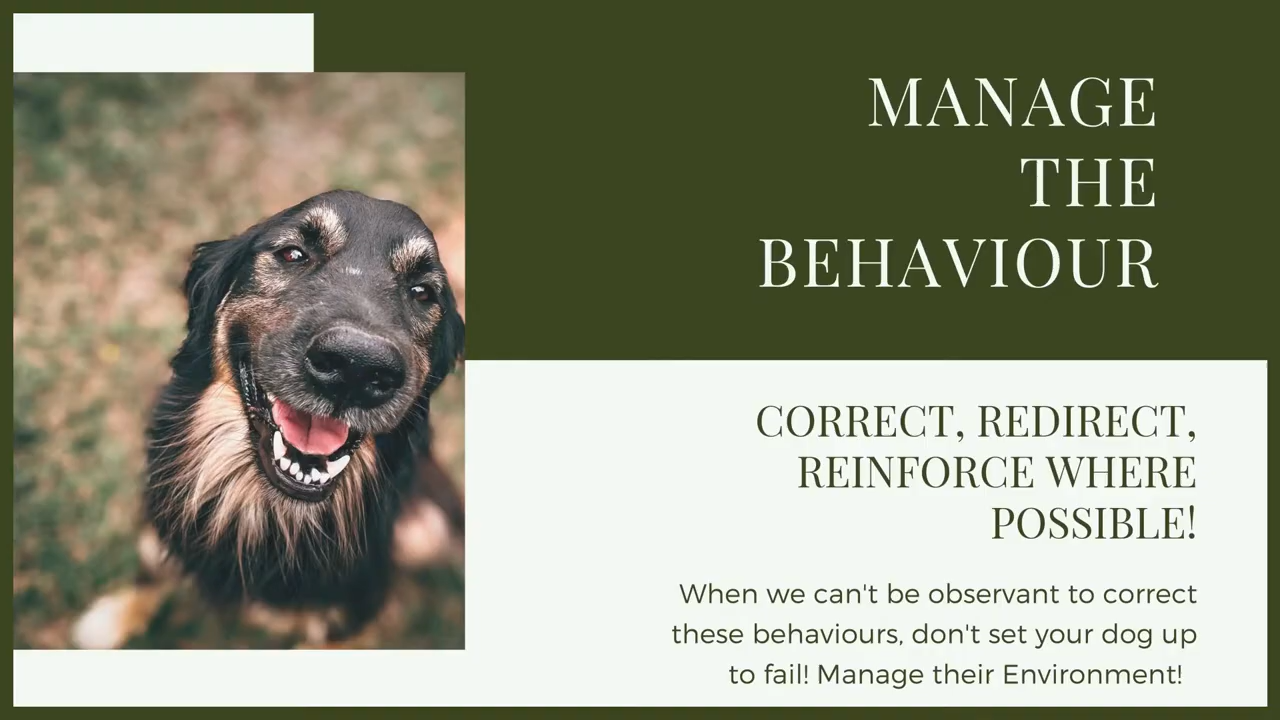 MANAGE
THE
BEHAVIOUR
CORRECT, REDIRECT,
REINFORCE WHERE
POSSIBLE!
When we can't be observant to correct
these behaviours, don't set your dog up
to fail! Manage their Environment!